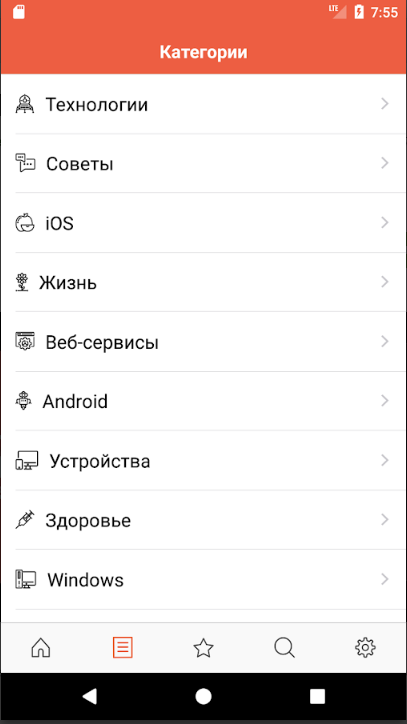 LTE 7:55
Категории
Технологии
Советы
iOS
Жизнь
Веб-сервисы
Android
Устройства
Здоровье
Windows